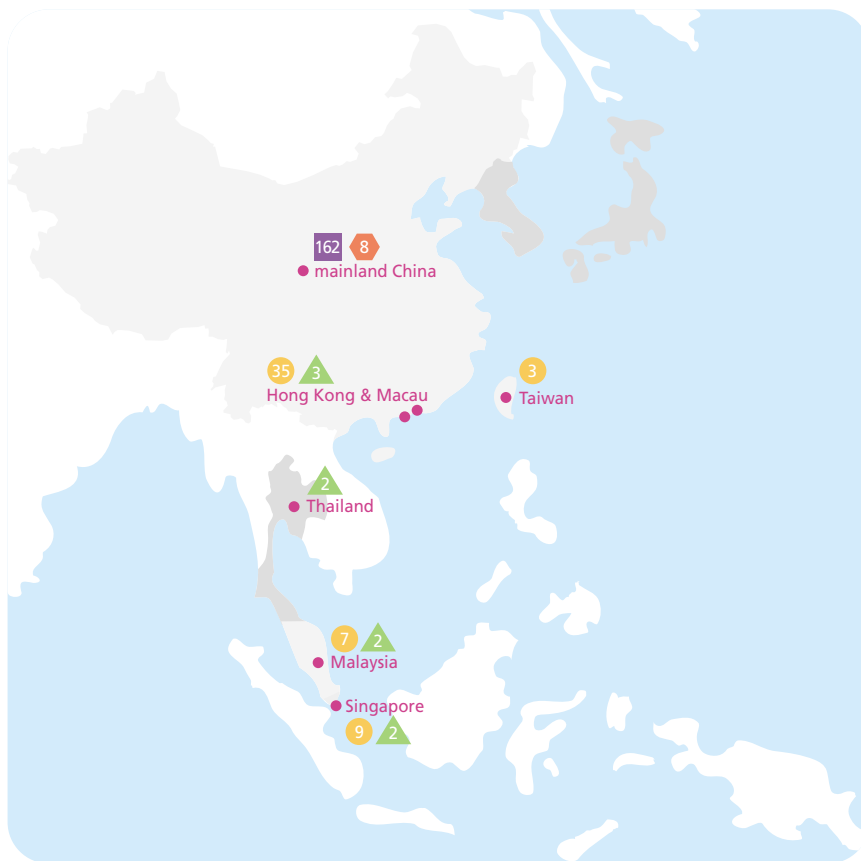 162 8
mainland China
35 3
Hong Kong & Macau
3
Taiwan
2
Thailand
7 2
Malaysia
Singapore
9 2